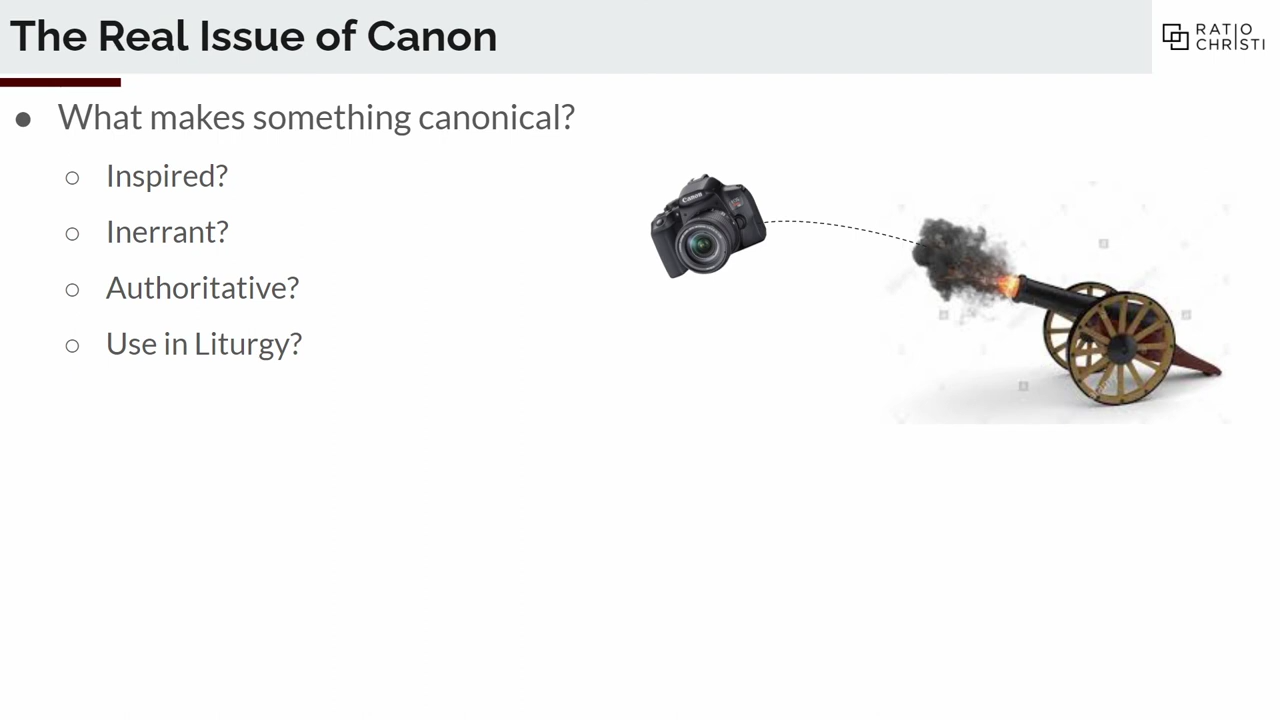 The Real Issue of Canon
RATIO
CHRISTI
● What makes something canonical?
○ Inspired?
○ Inerrant?
○ Authoritative?
○ Use in Liturgy?
Canon